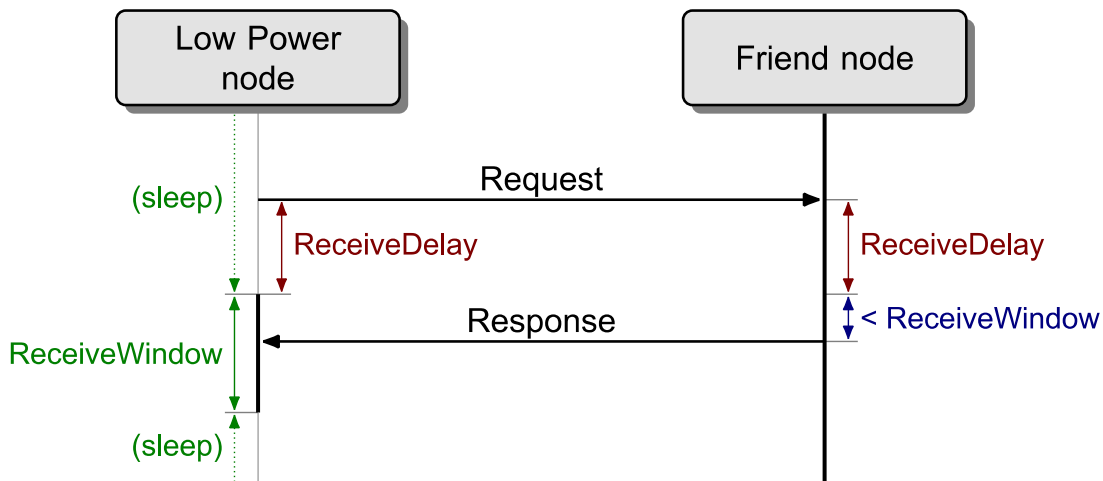 Low Power
node
Friend node
(sleep)
Request
ReceiveDelay
ReceiveDelay
ReceiveWindow
Response
< ReceiveWindow
(sleep)